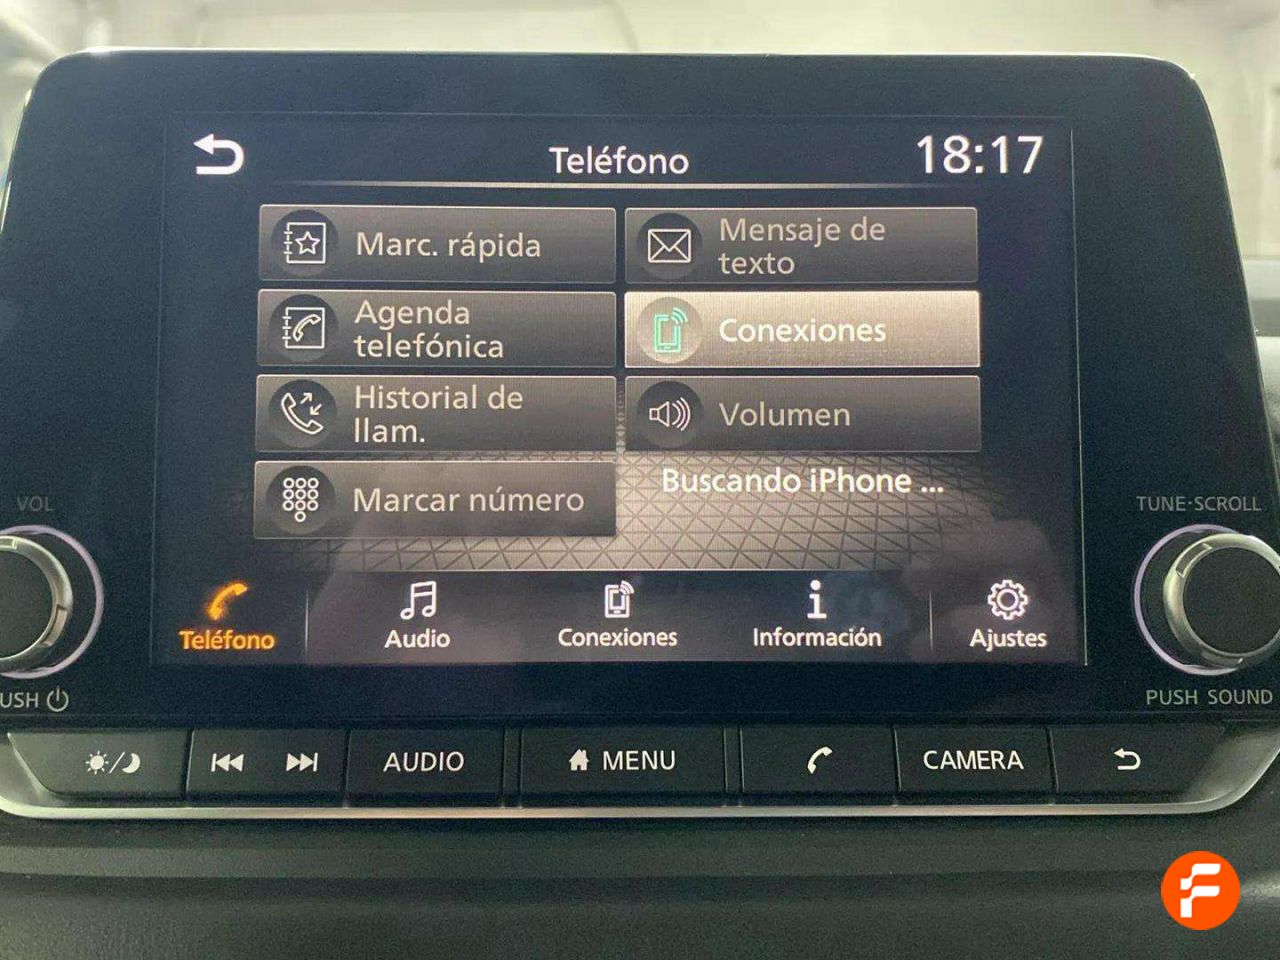 Teléfono
18:17
Marc. rápida
Mensaje de
texto
Agenda
telefónica
Conexiones
Historial de
llam.
Volumen
Marcar número
Buscando iPhone ...
Teléfono
Audio
Conexiones
Información
Ajustes
VOL
TUNE·SCROLL
USH
PUSH SOUND
AUDIO
MENU
CAMERA